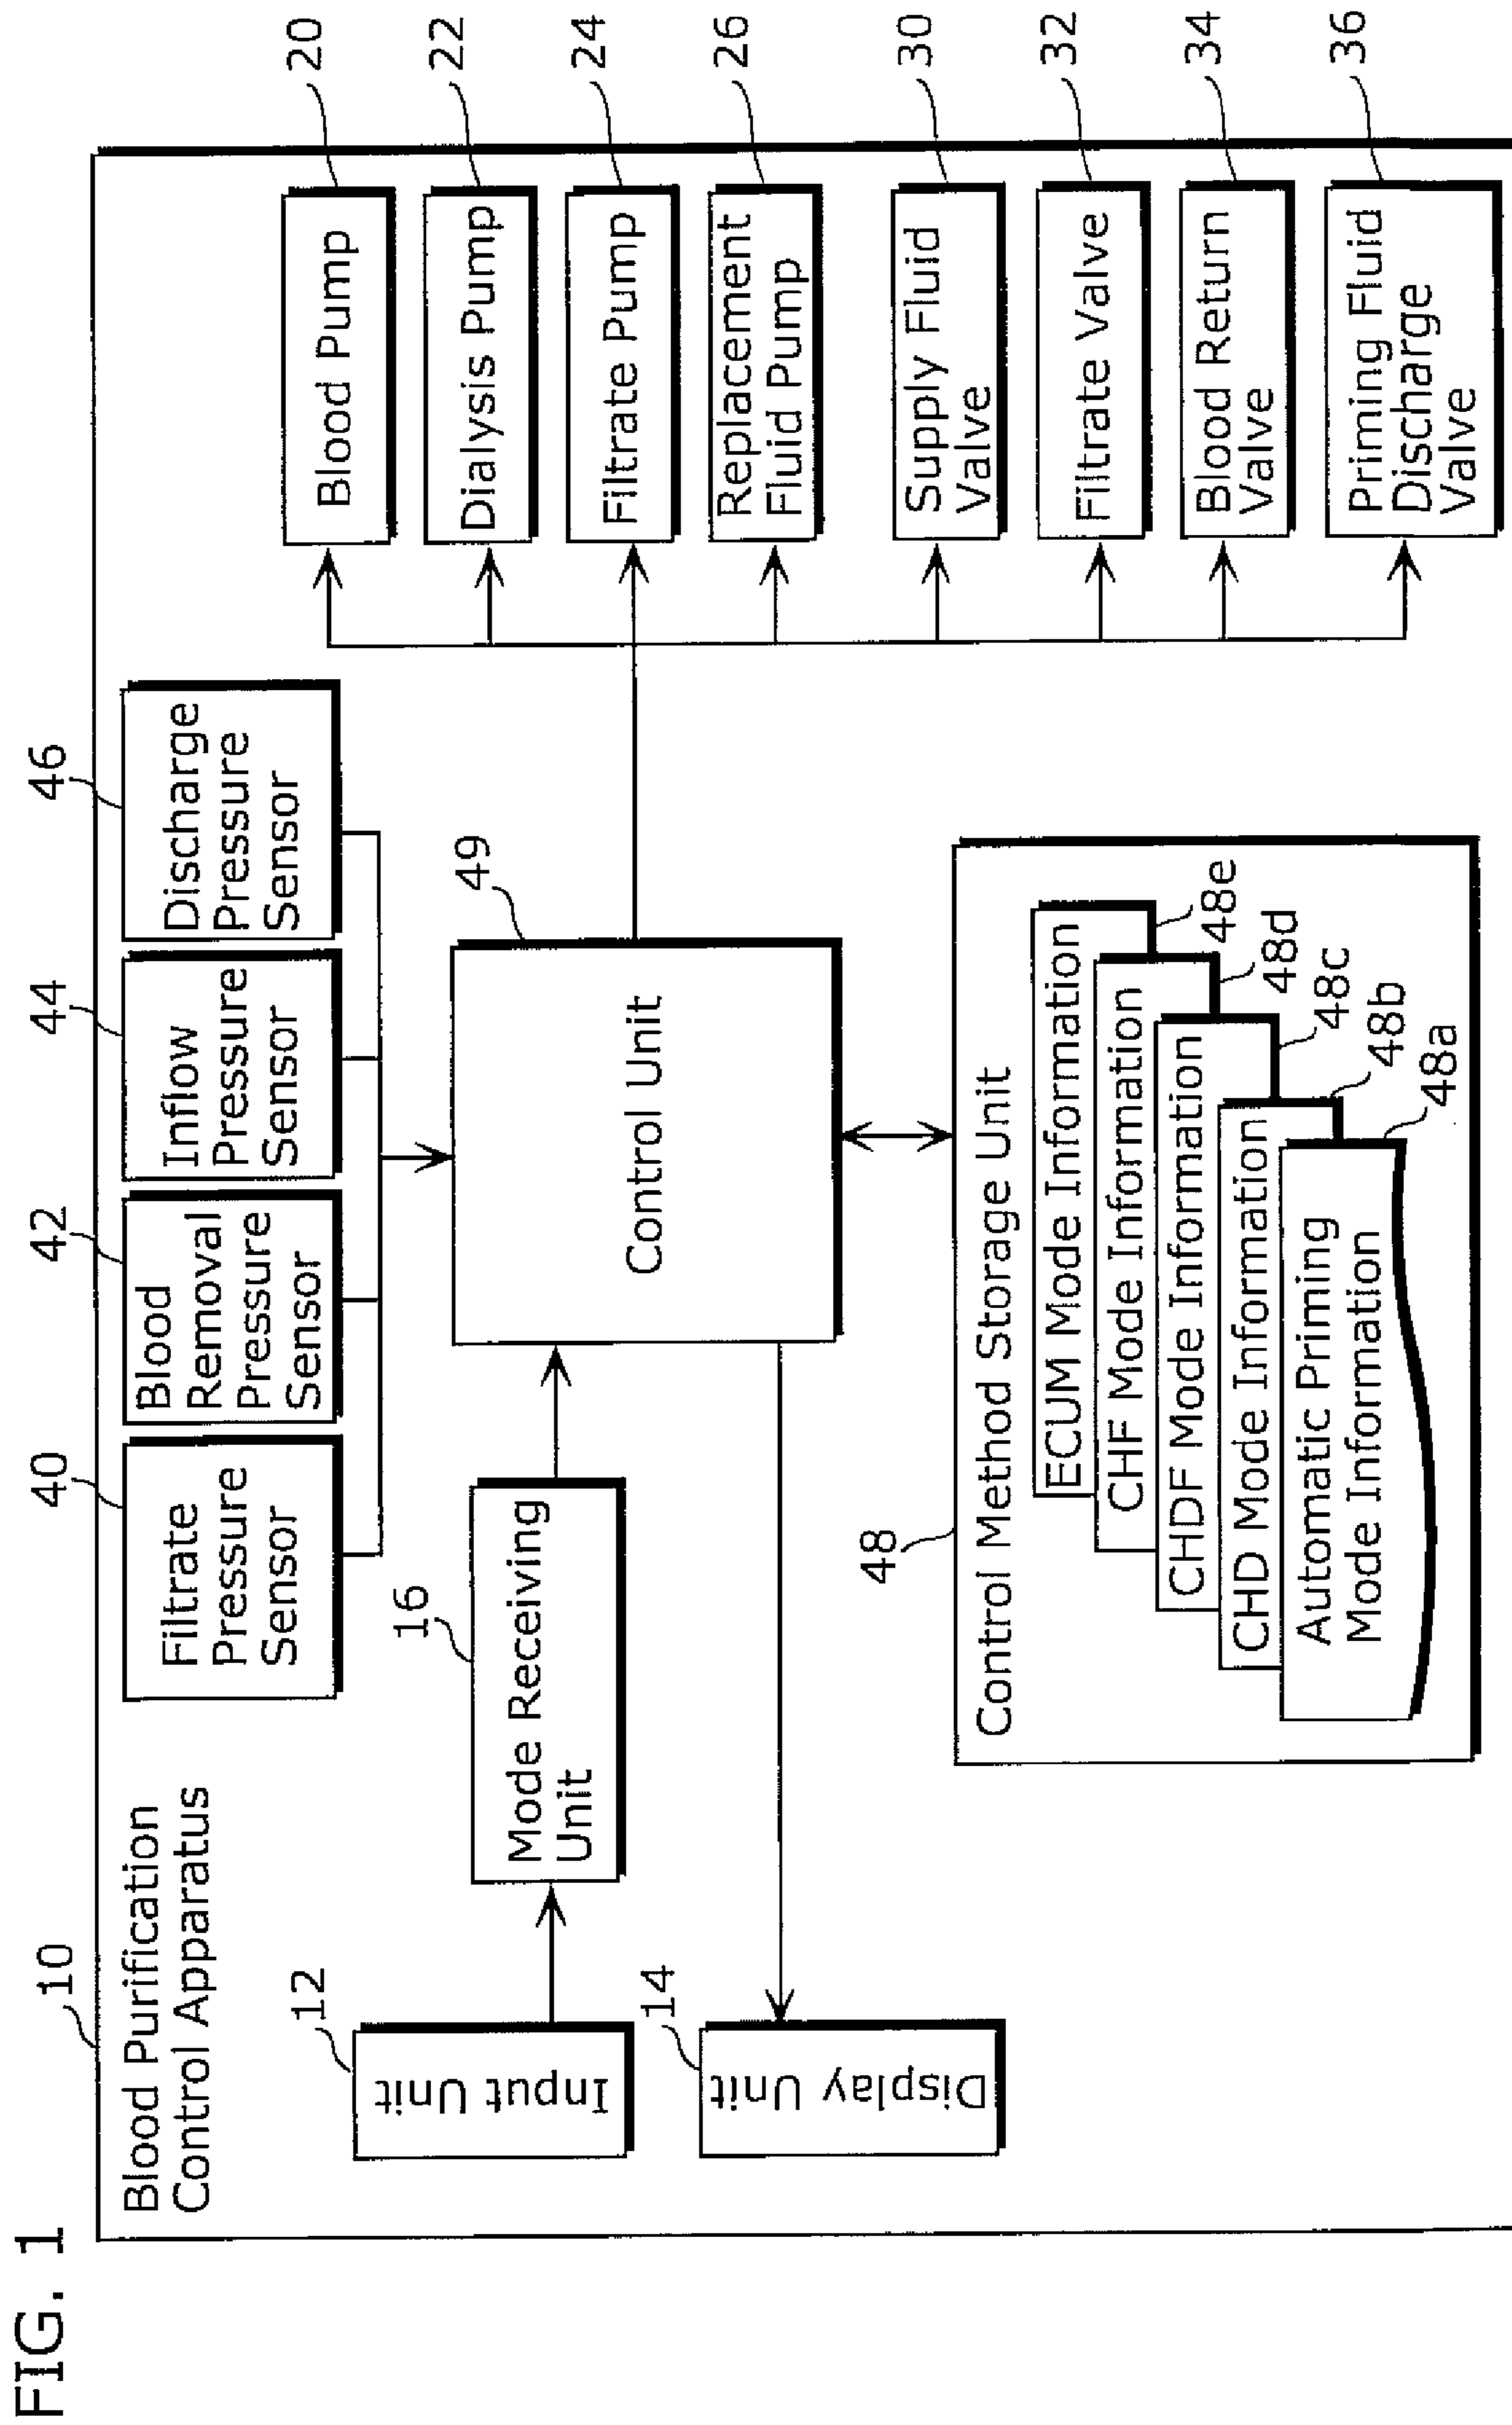 FIG. 1
10
Blood Purification
Control Apparatus
40
Filtrate
Pressure
Sensor
42
Blood
Removal
Pressure
Sensor
44
Inflow
Pressure
Sensor
46
Discharge
Pressure
Sensor
12
Input Unit
14
Display Unit
16
Mode Receiving
Unit
49
Control Unit
48
Control Method Storage Unit
ECUM Mode Information
48e
CHF Mode Information
48d
CHDF Mode Information
48c
CHD Mode Information
48b
Automatic Priming
Mode Information
48a
Blood Pump
20
Dialysis Pump
22
Filtrate Pump
24
Replacement
Fluid Pump
26
Supply Fluid
Valve
30
Filtrate Valve
32
Blood Return
Valve
34
Priming Fluid
Discharge
Valve
36